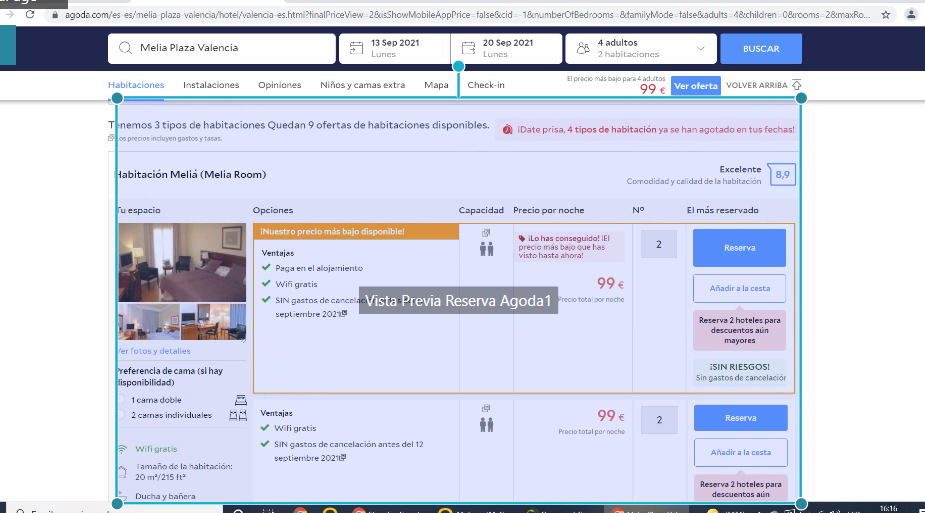 agoda.com/es-es/melia-plaza-valencia/hotel/valencia-es.html?finalPriceView=2&isShowMobileAppPrice=false&cid=1&numberOfBedrooms=&familyMode=false&adults=4&children=0&rooms=2&maxRo...
Melia Plaza Valencia
13 Sep 2021
Lunes
20 Sep 2021
Lunes
4 adultos
2 habitaciones
BUSCAR
Habitaciones
Instalaciones
Opiniones
Niños y camas extra
Mapa
Check-in
El precio más bajo para 4 adultos
99 €
Ver oferta
VOLVER ARRIBA
Tenemos 3 tipos de habitaciones Quedan 9 ofertas de habitaciones disponibles.
Los precios incluyen gastos y tasas.
¡Date prisa, 4 tipos de habitación ya se han agotado en tus fechas!
Habitación Meliá (Melia Room)
Excelente
Comodidad y calidad de la habitación
8,9
Tu espacio
Opciones
Capacidad
Precio por noche
Nº
El más reservado
¡Nuestro precio más bajo disponible!
Ventajas
Paga en el alojamiento
Wifi gratis
SIN gastos de cancelación
septiembre 2021
¡Lo has conseguido! ¡El
precio más bajo que has
visto hasta ahora!
99 €
Precio total por noche
2
Reserva
Añadir a la cesta
Reserva 2 hoteles para
descuentos aún
mayores
¡SIN RIESGOS!
Sin gastos de cancelación
Vista Previa Reserva Agoda1
Ver fotos y detalles
Preferencia de cama (si hay
disponibilidad)
1 cama doble
2 camas individuales
Wifi gratis
Tamaño de la habitación:
20 m²/215 ft²
Ducha y bañera
Ventajas
Wifi gratis
SIN gastos de cancelación antes del 12
septiembre 2021
99 €
Precio total por noche
2
Reserva
Añadir a la cesta
Reserva 2 hoteles para
descuentos aún
16:16